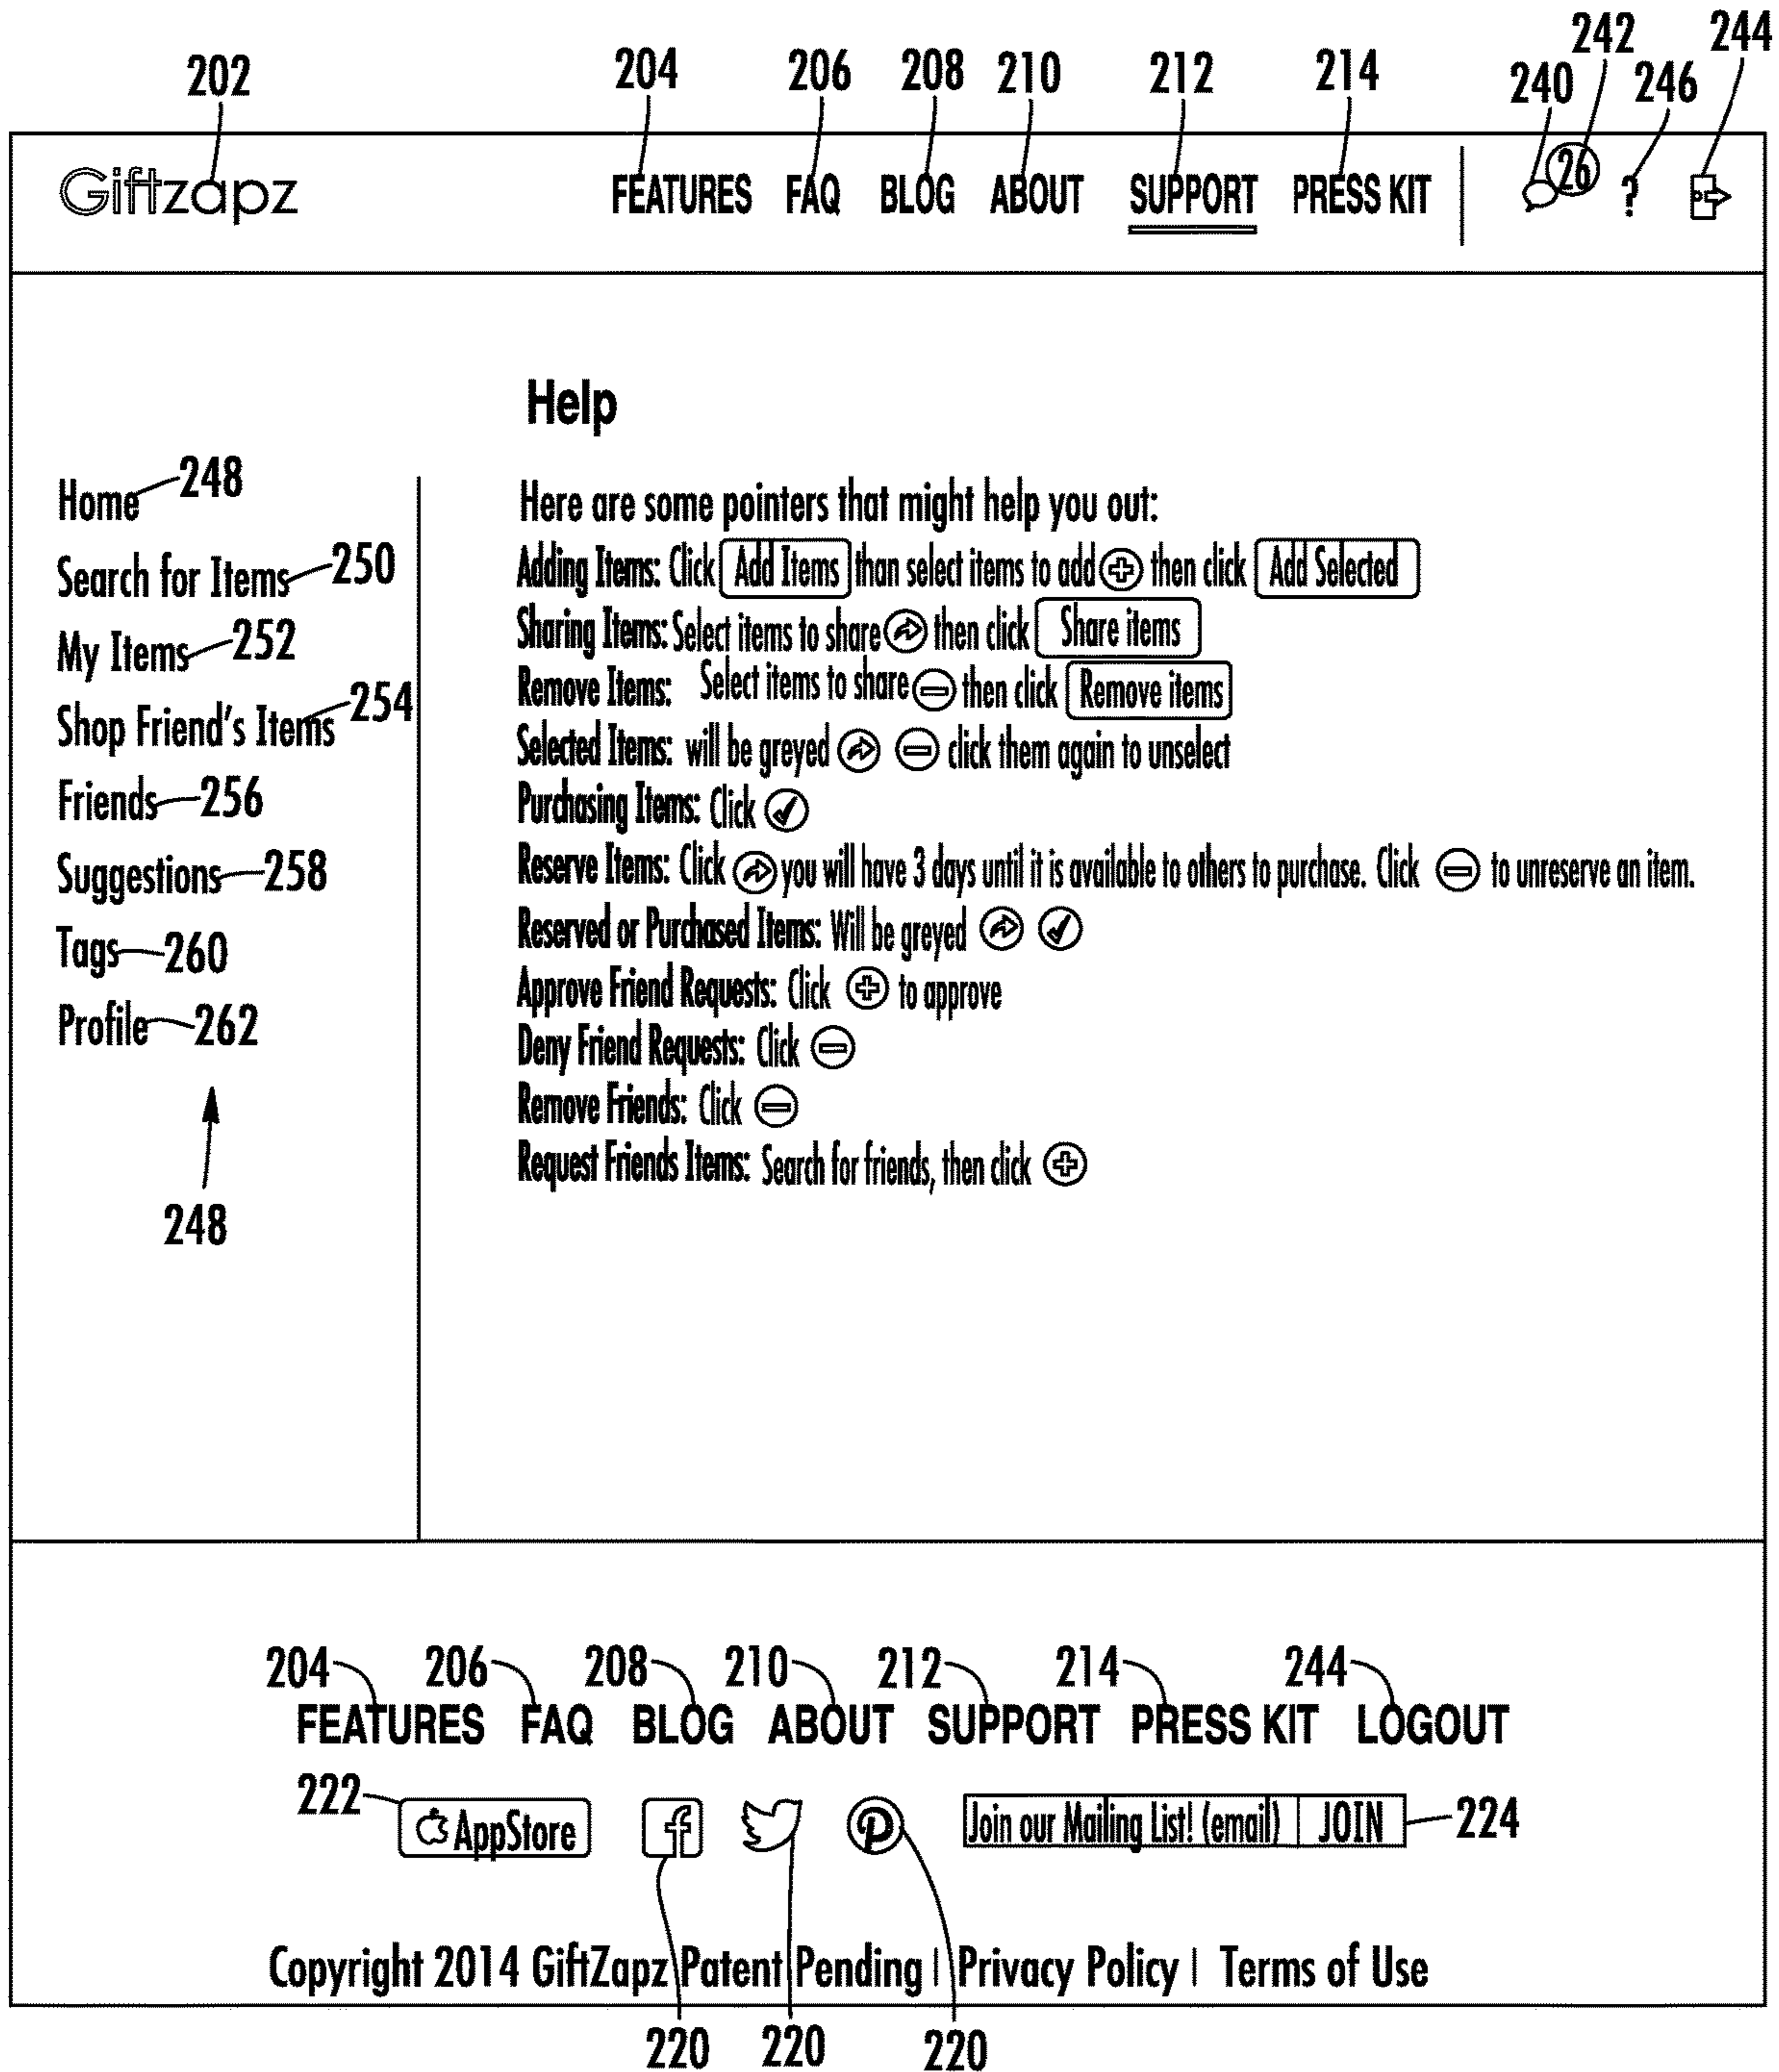 242 244
202 204 206 208 210 212 214 240 246
Giftzapz FEATURES FAQ BLOG ABOUT SUPPORT PRESS KIT 26 ?
Help
Home 248
Search for Items 250
My Items 252
Shop Friend's Items 254
Friends 256
Suggestions 258
Tags 260
Profile 262
248
Here are some pointers that might help you out:
Adding Items: Click Add Items than select items to add then click Add Selected
Sharing Items: Select items to share then click Share items
Remove Items: Select items to share then click Remove items
Selected Items: will be greyed click them again to unselect
Purchasing Items: Click
Reserve Items: Click you will have 3 days until it is available to others to purchase. Click to unreserve an item.
Reserved or Purchased Items: Will be greyed
Approve Friend Requests: Click to approve
Deny Friend Requests: Click
Remove Friends: Click
Request Friends Items: Search for friends, then click
204 206 208 210 212 214 244
FEATURES FAQ BLOG ABOUT SUPPORT PRESS KIT LOGOUT
222 AppStore f P Join our Mailing List! (email) JOIN 224
Copyright 2014 GiftZapz Patent Pending | Privacy Policy | Terms of Use
220 220 220